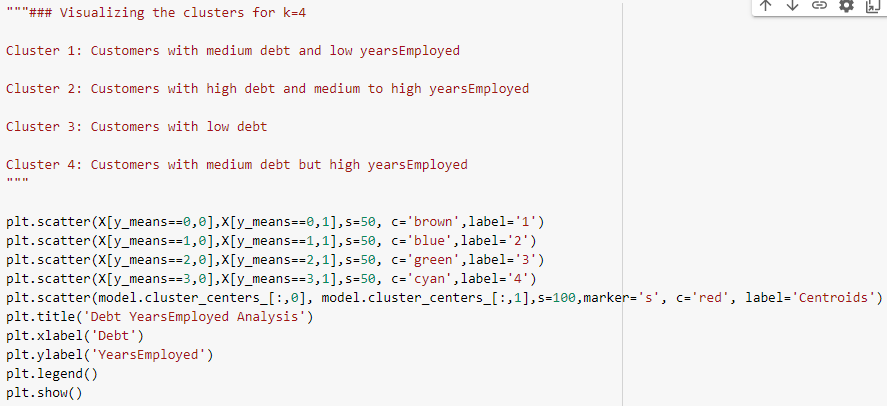 """### Visualizing the clusters for k=4
Cluster 1: Customers with medium debt and low yearsEmployed
Cluster 2: Customers with high debt and medium to high yearsEmployed
Cluster 3: Customers with low debt
Cluster 4: Customers with medium debt but high yearsEmployed
"""
plt.scatter(X[y_means==0,0],X[y_means==0,1],s=50, c='brown',label='1')
plt.scatter(X[y_means==1,0],X[y_means==1,1],s=50, c='blue',label='2')
plt.scatter(X[y_means==2,0],X[y_means==2,1],s=50, c='green',label='3')
plt.scatter(X[y_means==3,0],X[y_means==3,1],s=50, c='cyan',label='4')
plt.scatter(model.cluster_centers_[:,0], model.cluster_centers_[:,1],s=100,marker='s', c='red', label='Centroids')
plt.title('Debt YearsEmployed Analysis')
plt.xlabel('Debt')
plt.ylabel('YearsEmployed')
plt.legend()
plt.show()